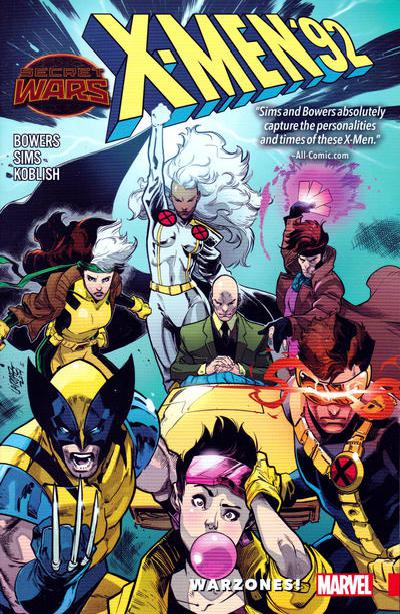 X-MEN '92
SECRET
WARS
BOWERS
SIMS
KOBLISH
"Sims and Bowers absolutely
capture the personalities
and times of these X-Men."
–All-Comic.com
WARZONES!
MARVEL